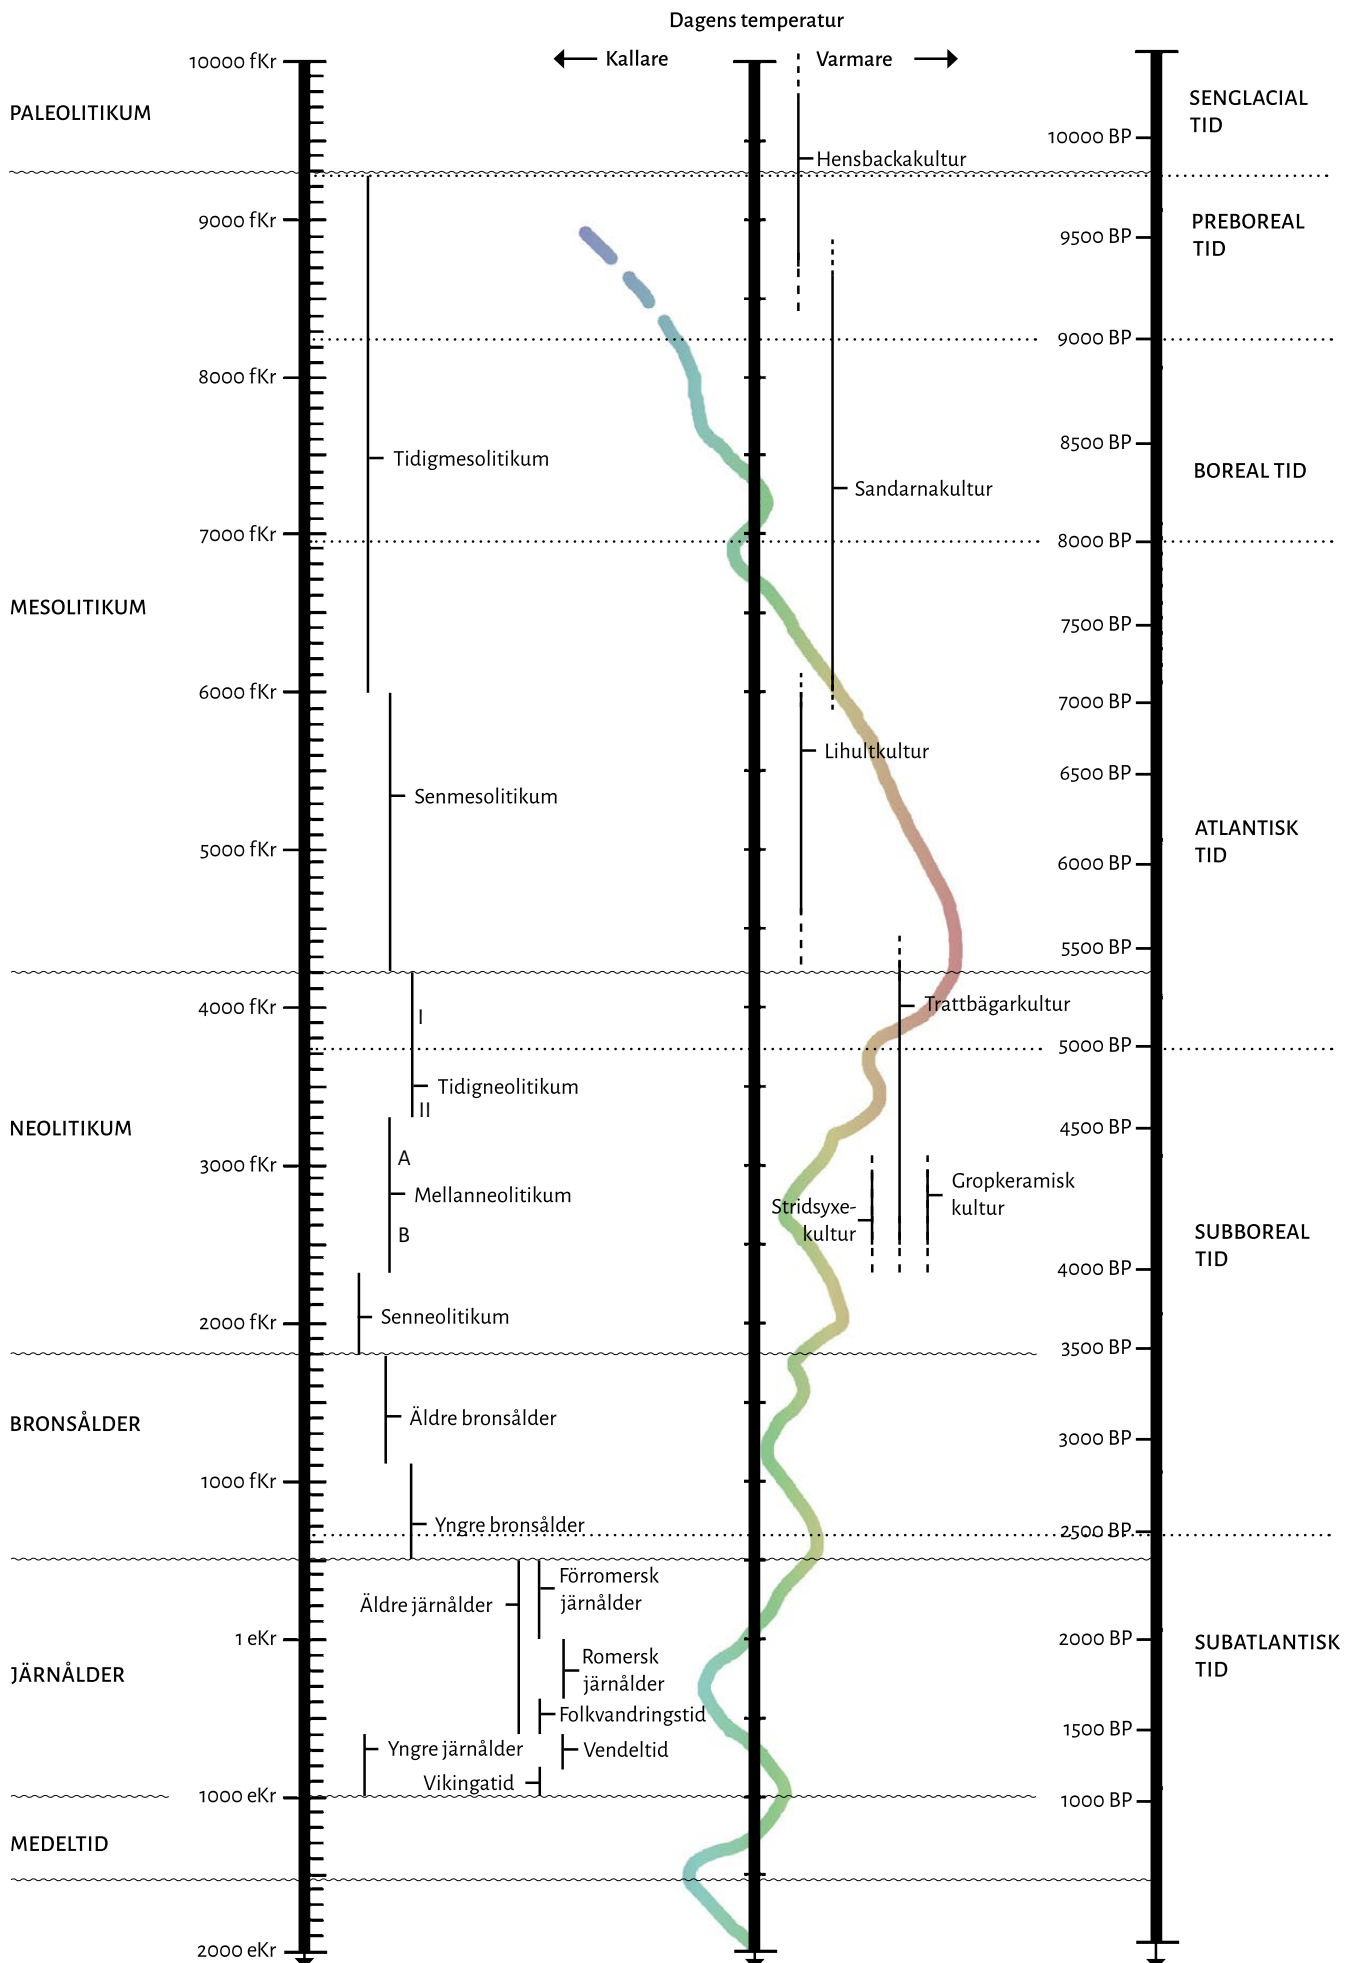 Dagens temperatur
Kallare
Varmare
10000 fKr
PALEOLITIKUM
SENGLACIAL
TID
10000 BP
Hensbackakultur
9000 fKr
PREBOREAL
TID
9500 BP
9000 BP
8000 fKr
8500 BP
Tidigmesolitikum
BOREAL TID
Sandarnakultur
7000 fKr
8000 BP
MESOLITIKUM
7500 BP
6000 fKr
7000 BP
Lihultkultur
6500 BP
Senmesolitikum
ATLANTISK
TID
5000 fKr
6000 BP
5500 BP
4000 fKr
I
Trattbägarkultur
5000 BP
Tidigneolitikum
II
NEOLITIKUM
4500 BP
3000 fKr
A
Mellanneolitikum
B
Stridsyxe-
kultur
Gropkeramisk
kultur
SUBBOREAL
TID
4000 BP
Senneolitikum
2000 fKr
3500 BP
BRONSÅLDER
Äldre bronsålder
3000 BP
1000 fKr
Yngre bronsålder
2500 BP
Förromersk
järnålder
Äldre järnålder
1 eKr
2000 BP
SUBATLANTISK
TID
JÄRNÅLDER
Romersk
järnålder
Folkvandringstid
1500 BP
Yngre järnålder
Vendeltid
Vikingatid
1000 eKr
1000 BP
MEDELTID
2000 eKr